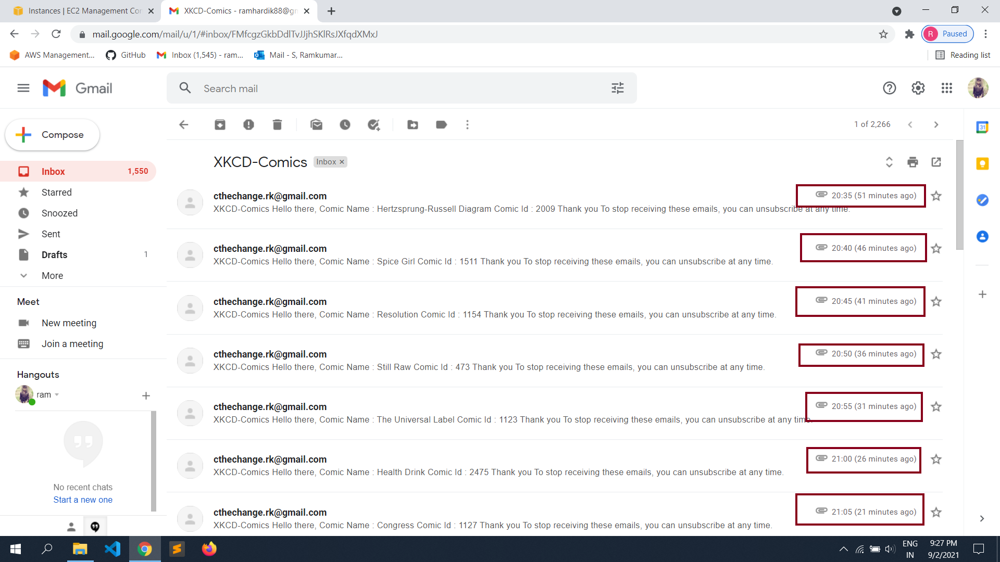 Instances | EC2 Management Con
XKCD-Comics - ramhardik88@gm
mail.google.com/mail/u/1/#inbox/FMfcgzGkbDdlTvJJjhSKlRsJXfqdXMxJ
R Paused
AWS Management...
GitHub
Inbox (1,545) - ram...
Mail - S, Ramkumar...
Reading list
Gmail
Search mail
Compose
1 of 2,266
31
Inbox 1,550
Starred
Snoozed
Sent
Drafts 1
More
Meet
New meeting
Join a meeting
Hangouts
ram
No recent chats
Start a new one
XKCD-Comics Inbox ×
cthechange.rk@gmail.com 20:35 (51 minutes ago)
XKCD-Comics Hello there, Comic Name : Hertzsprung-Russell Diagram Comic Id : 2009 Thank you To stop receiving these emails, you can unsubscribe at any time.
cthechange.rk@gmail.com 20:40 (46 minutes ago)
XKCD-Comics Hello there, Comic Name : Spice Girl Comic Id : 1511 Thank you To stop receiving these emails, you can unsubscribe at any time.
cthechange.rk@gmail.com 20:45 (41 minutes ago)
XKCD-Comics Hello there, Comic Name : Resolution Comic Id : 1154 Thank you To stop receiving these emails, you can unsubscribe at any time.
cthechange.rk@gmail.com 20:50 (36 minutes ago)
XKCD-Comics Hello there, Comic Name : Still Raw Comic Id : 473 Thank you To stop receiving these emails, you can unsubscribe at any time.
cthechange.rk@gmail.com 20:55 (31 minutes ago)
XKCD-Comics Hello there, Comic Name : The Universal Label Comic Id : 1123 Thank you To stop receiving these emails, you can unsubscribe at any time.
cthechange.rk@gmail.com 21:00 (26 minutes ago)
XKCD-Comics Hello there, Comic Name : Health Drink Comic Id : 2475 Thank you To stop receiving these emails, you can unsubscribe at any time.
cthechange.rk@gmail.com 21:05 (21 minutes ago)
XKCD-Comics Hello there, Comic Name : Congress Comic Id : 1127 Thank you To stop receiving these emails, you can unsubscribe at any time.
ENG
IN
9:27 PM
9/2/2021